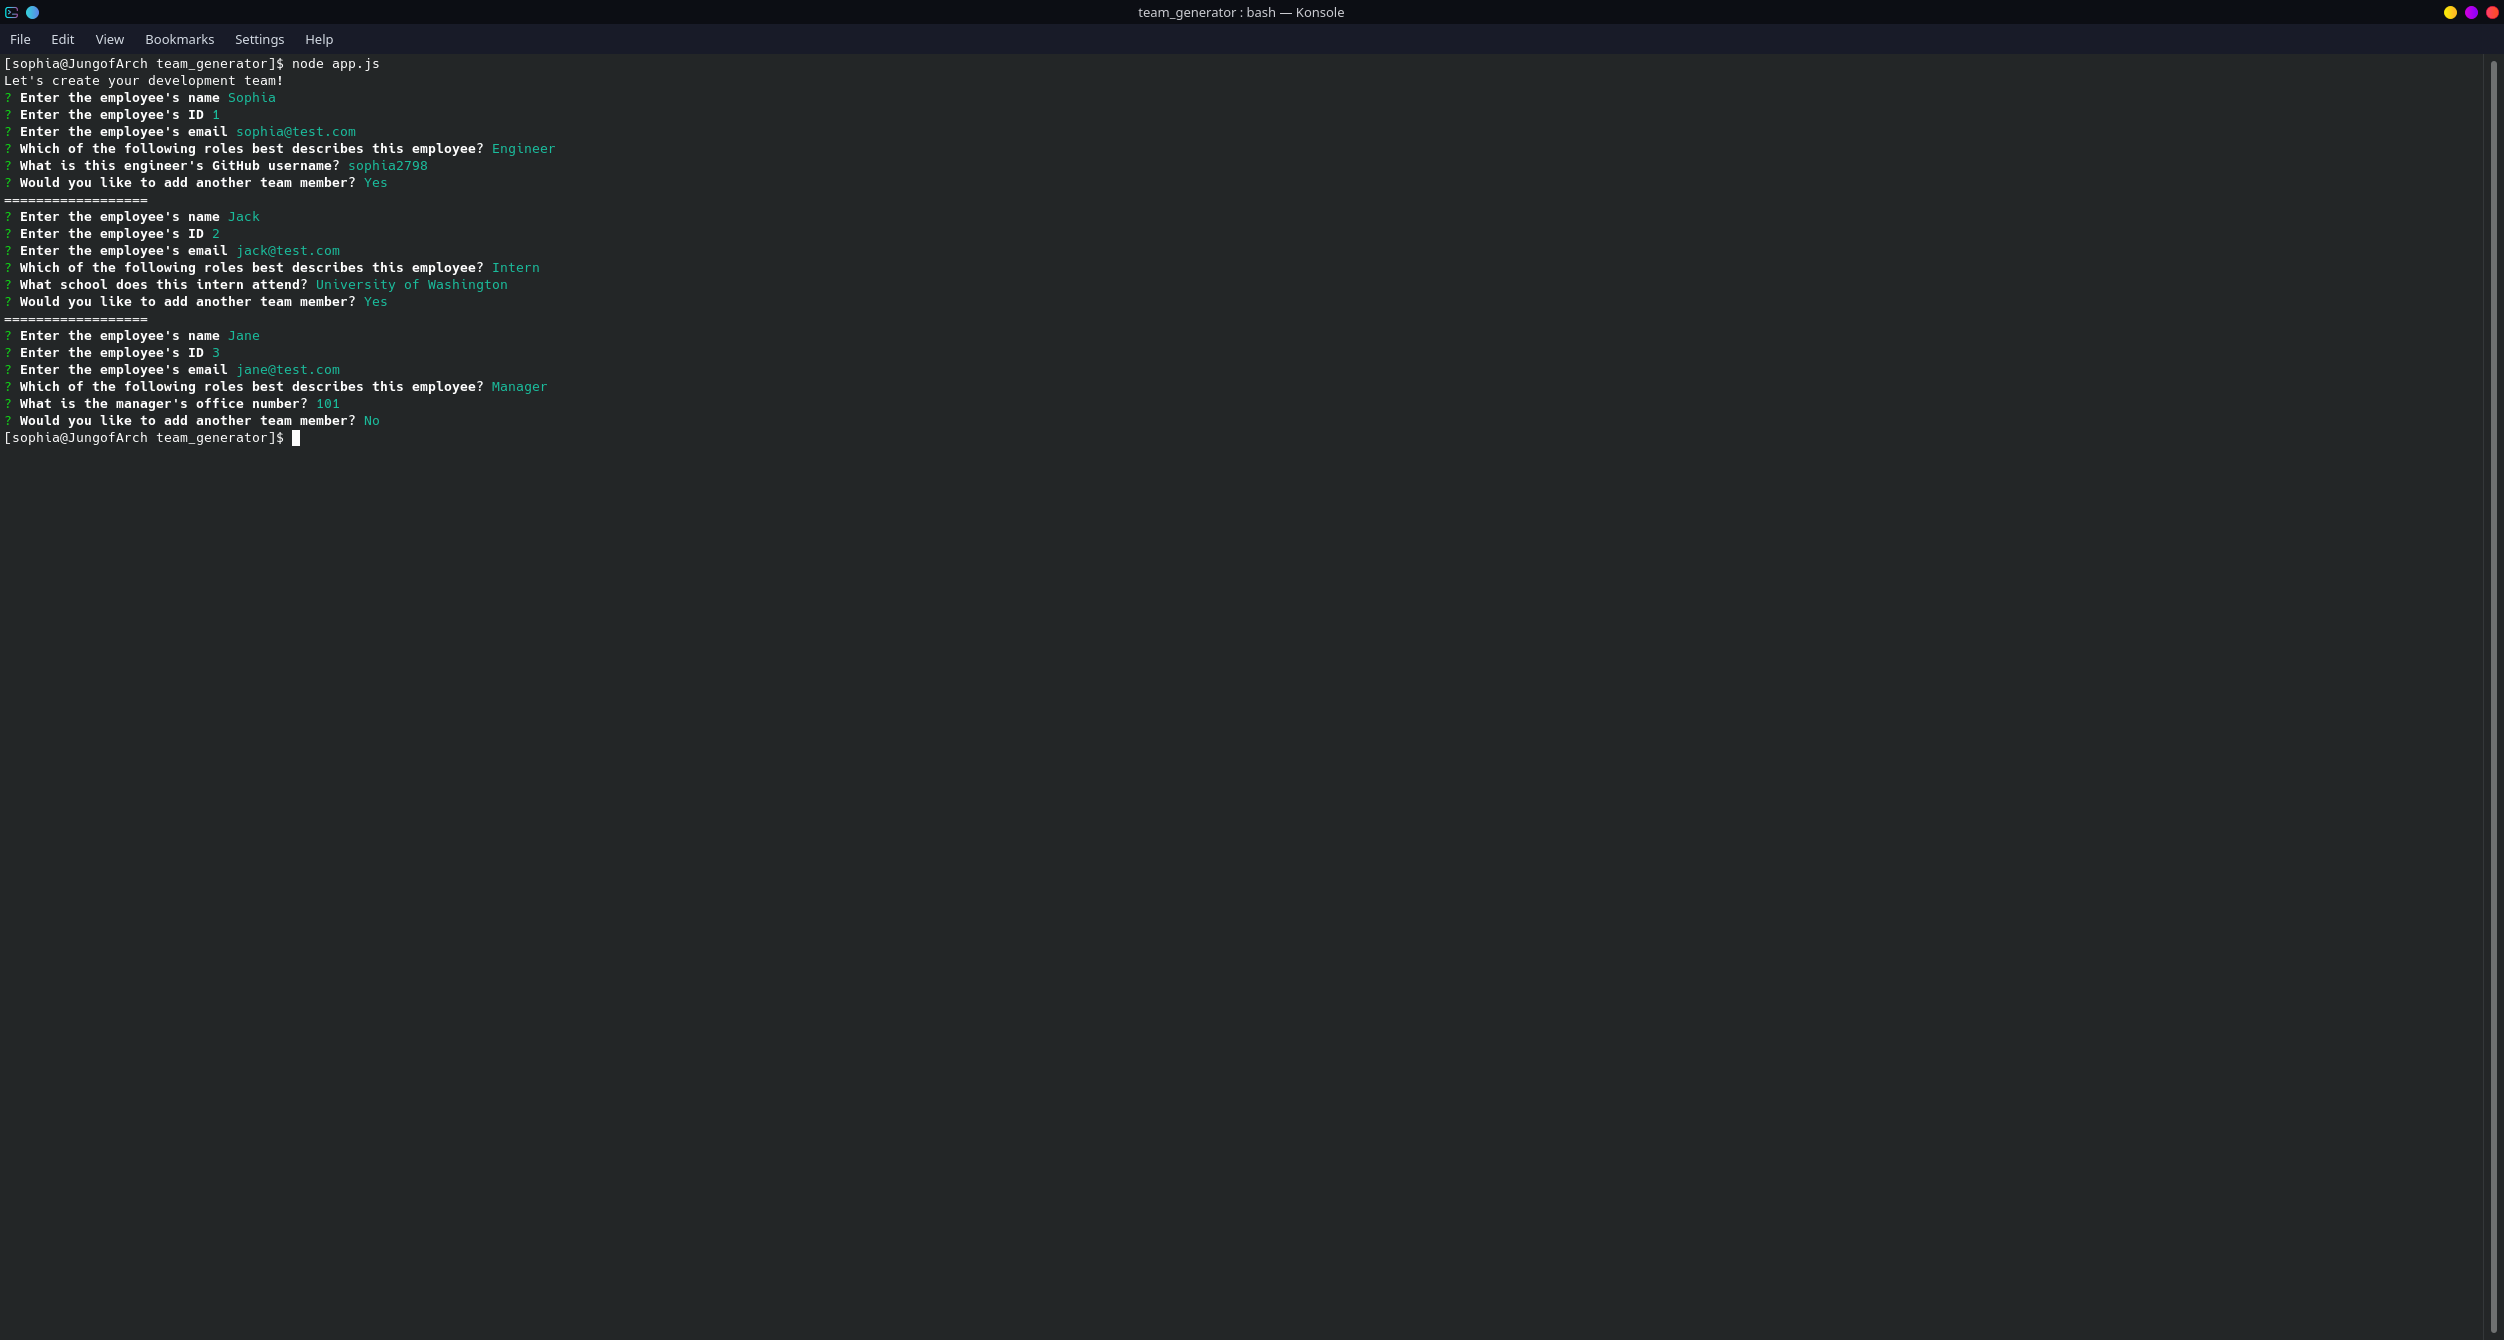 team_generator : bash — Konsole
File Edit View Bookmarks Settings Help
[sophia@JungofArch team_generator]$ node app.js
Let's create your development team!
? Enter the employee's name Sophia
? Enter the employee's ID 1
? Enter the employee's email sophia@test.com
? Which of the following roles best describes this employee? Engineer
? What is this engineer's GitHub username? sophia2798
? Would you like to add another team member? Yes
==================
? Enter the employee's name Jack
? Enter the employee's ID 2
? Enter the employee's email jack@test.com
? Which of the following roles best describes this employee? Intern
? What school does this intern attend? University of Washington
? Would you like to add another team member? Yes
==================
? Enter the employee's name Jane
? Enter the employee's ID 3
? Enter the employee's email jane@test.com
? Which of the following roles best describes this employee? Manager
? What is the manager's office number? 101
? Would you like to add another team member? No
[sophia@JungofArch team_generator]$